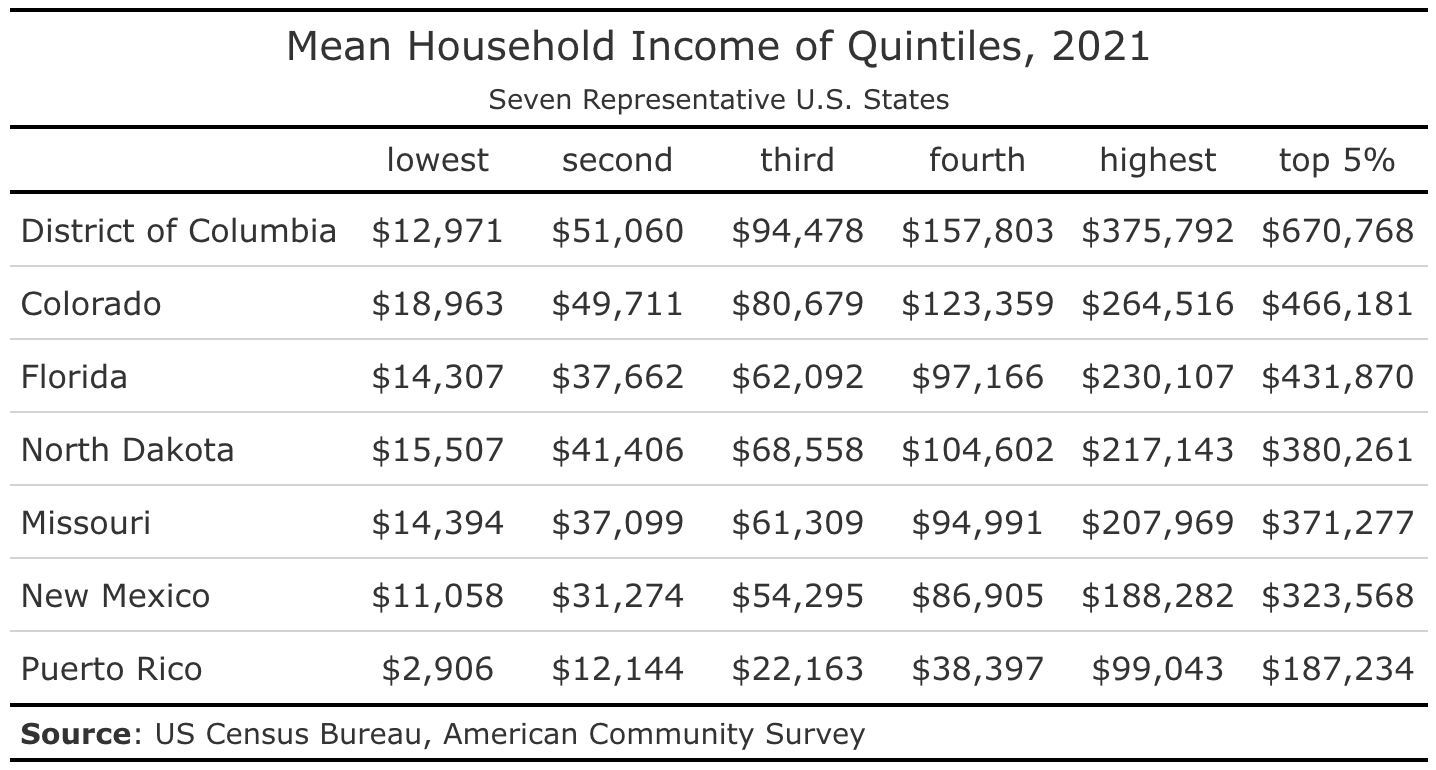 Mean Household Income of Quintiles, 2021
Seven Representative U.S. States
lowest second third fourth highest top 5%
District of Columbia $12,971 $51,060 $94,478 $157,803 $375,792 $670,768
Colorado $18,963 $49,711 $80,679 $123,359 $264,516 $466,181
Florida $14,307 $37,662 $62,092 $97,166 $230,107 $431,870
North Dakota $15,507 $41,406 $68,558 $104,602 $217,143 $380,261
Missouri $14,394 $37,099 $61,309 $94,991 $207,969 $371,277
New Mexico $11,058 $31,274 $54,295 $86,905 $188,282 $323,568
Puerto Rico $2,906 $12,144 $22,163 $38,397 $99,043 $187,234
Source: US Census Bureau, American Community Survey